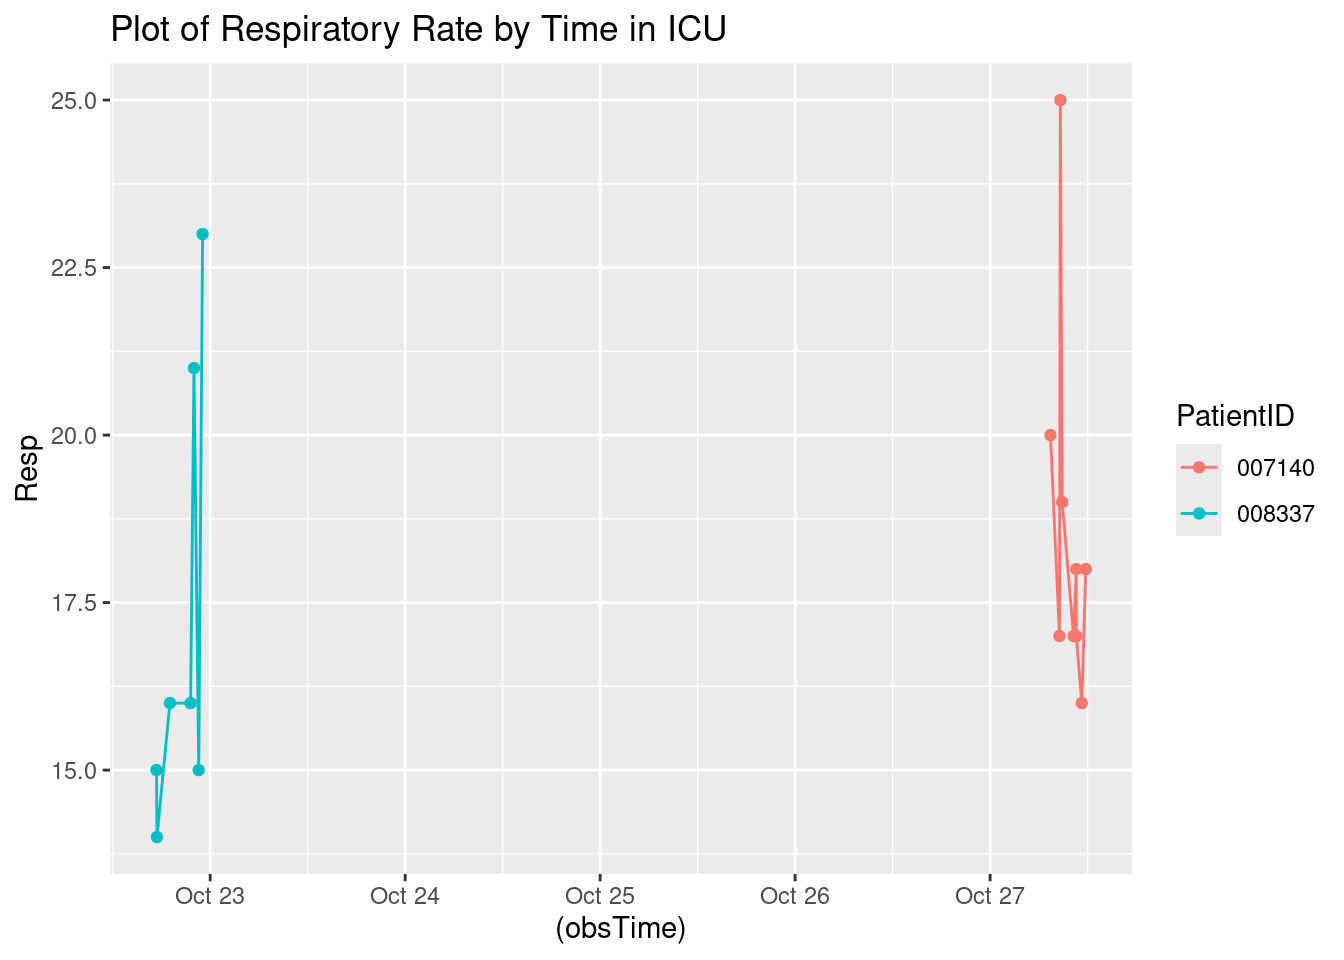 Plot of Respiratory Rate by Time in ICU
25.0
22.5
20.0
17.5
15.0
Resp
Oct 23 Oct 24 Oct 25 Oct 26 Oct 27
(obsTime)
PatientID
007140
008337